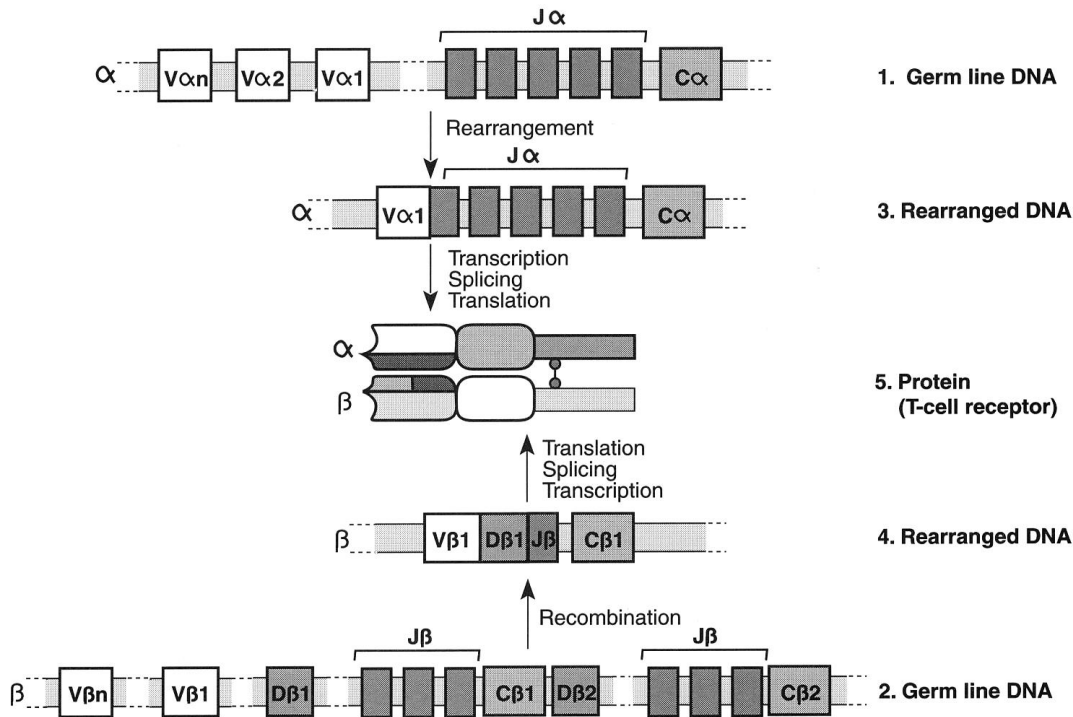 Jα
α Vαn Vα2 Vα1 Cα 1. Germ line DNA
Rearrangement
Jα
α Vα1 Cα 3. Rearranged DNA
Transcription
Splicing
Translation
α
β
5. Protein
(T-cell receptor)
Translation
Splicing
Transcription
β Vβ1 Dβ1 Jβ Cβ1 4. Rearranged DNA
Recombination
Jβ Jβ
β Vβn Vβ1 Dβ1 Cβ1 Dβ2 Cβ2 2. Germ line DNA